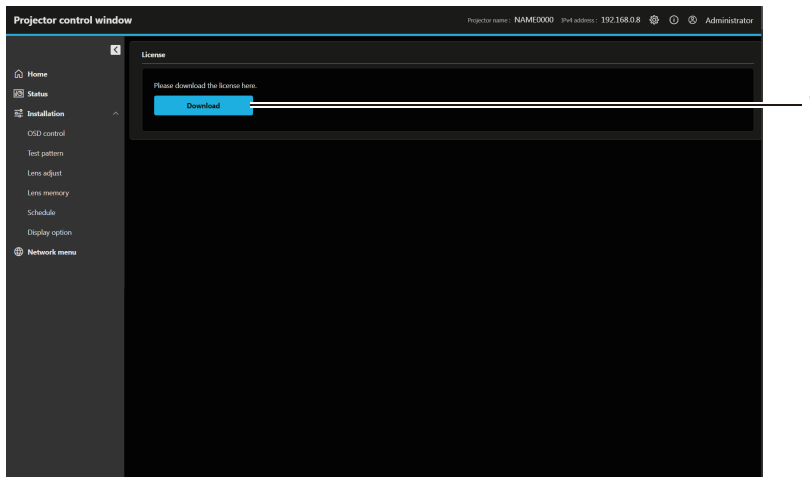 Projector control window
Projector name : NAME0000 IPv4 address : 192.168.0.8 Administrator
License
Please download the license here.
Download
Home
Status
Installation
OSD control
Test pattern
Lens adjust
Lens memory
Schedule
Display option
Network menu